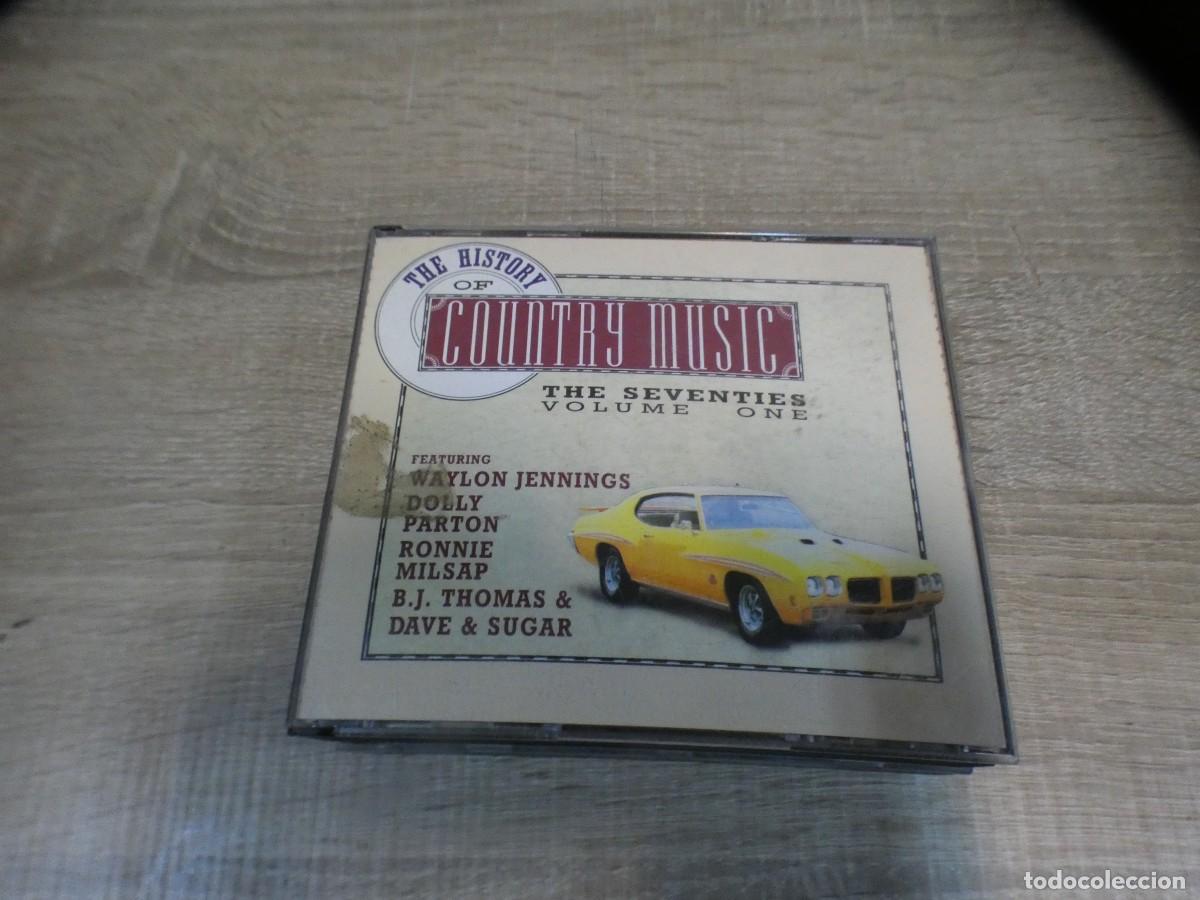 THE HISTORY
OF
COUNTRY MUSIC
THE SEVENTIES
VOLUME ONE
FEATURING
WAYLON JENNINGS
DOLLY
PARTON
RONNIE
MILSAP
B.J. THOMAS &
DAVE & SUGAR
todocoleccion